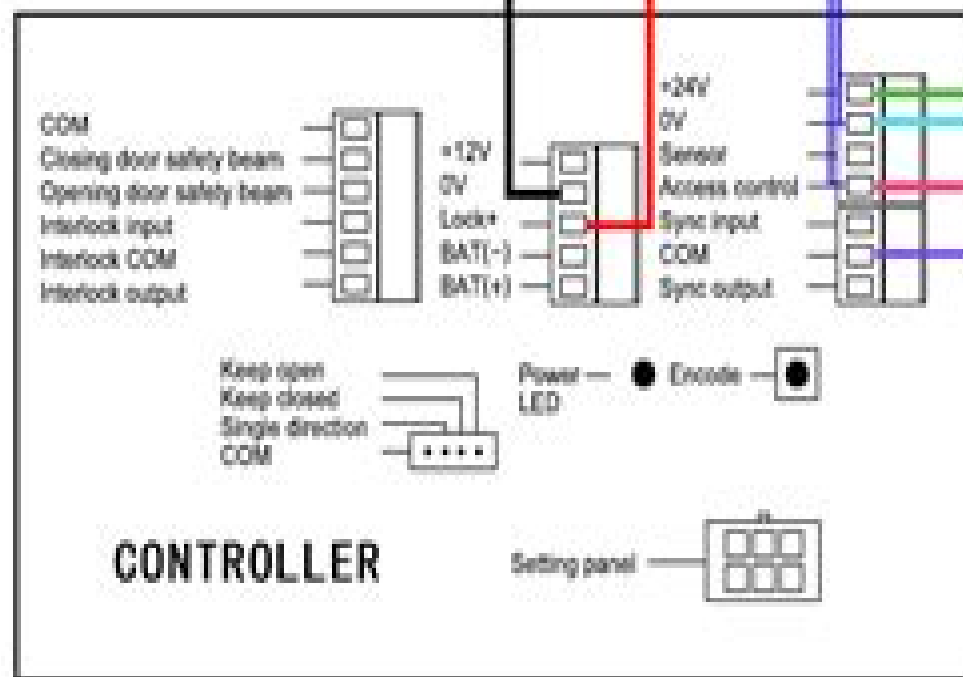 COM
Closing door safety beam
Opening door safety beam
Interlock input
Interlock COM
Interlock output
+12V
0V
Lock+
BAT(-)
BAT(+)
+24V
0V
Sensor
Access control
Sync input
COM
Sync output
Keep open
Keep closed
Single direction
COM
Power
LED
Encode
CONTROLLER
Setting panel